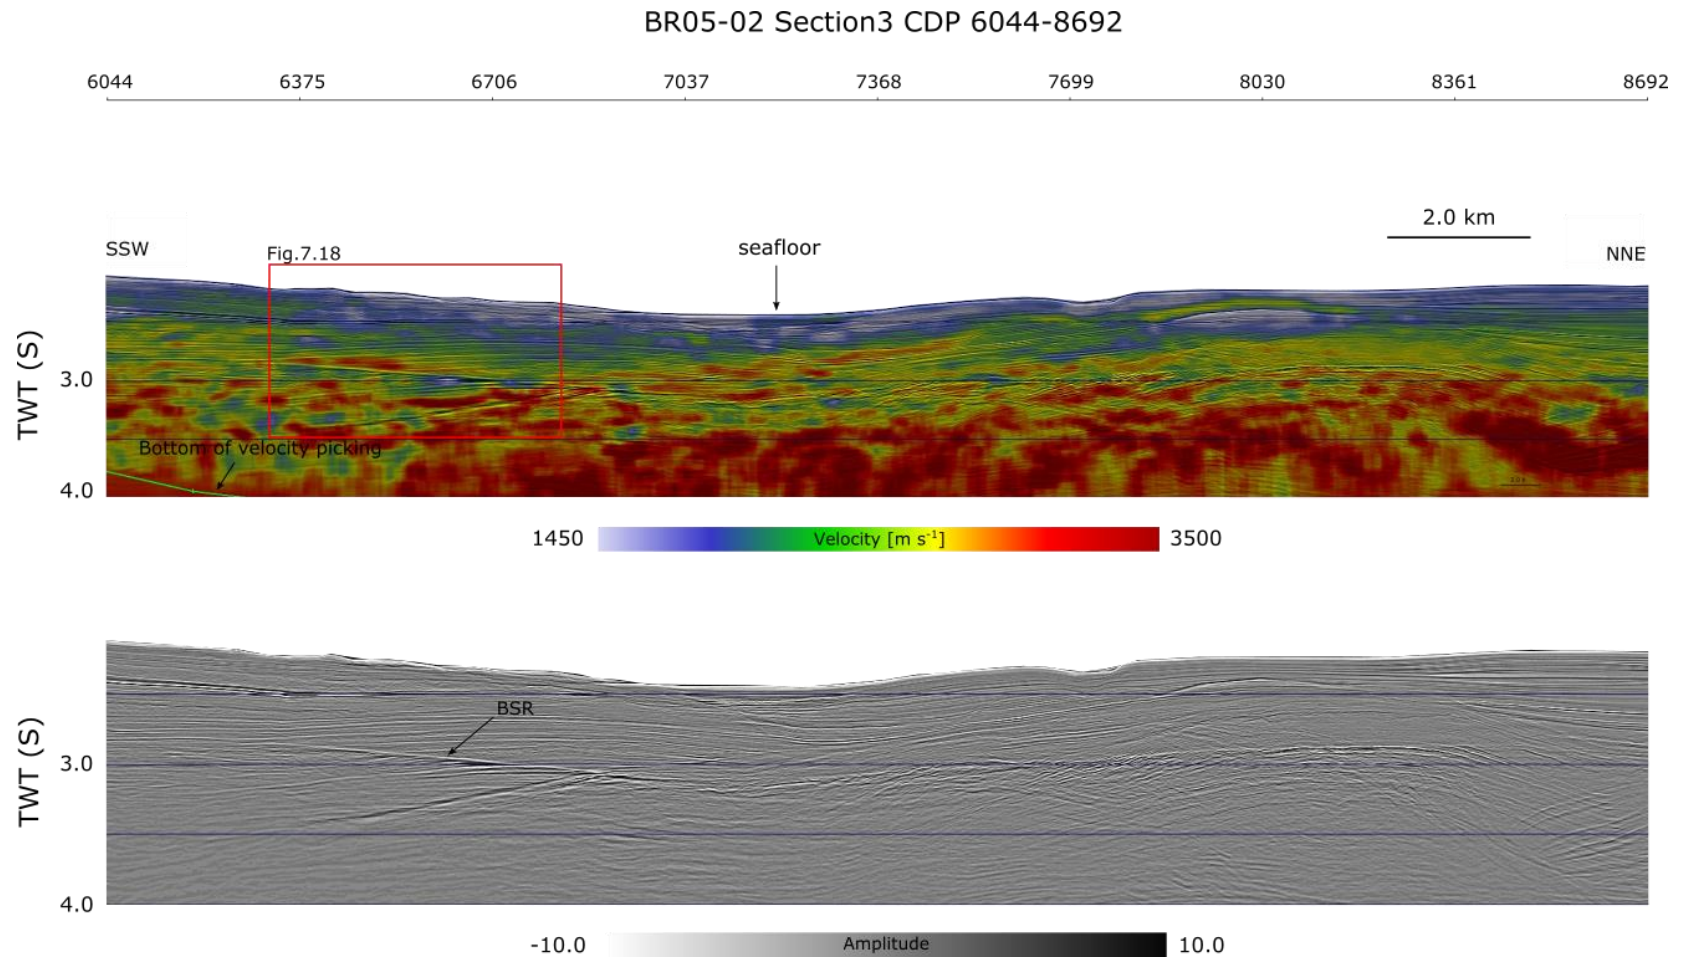 BR05-02 Section3 CDP 6044-8692
6044 6375 6706 7037 7368 7699 8030 8361 8692
2.0 km
SSW Fig.7.18 seafloor NNE
TWT (S)
3.0
Bottom of velocity picking
4.0
1450 Velocity [m s-1] 3500
BSR
TWT (S)
3.0
4.0
-10.0 Amplitude 10.0